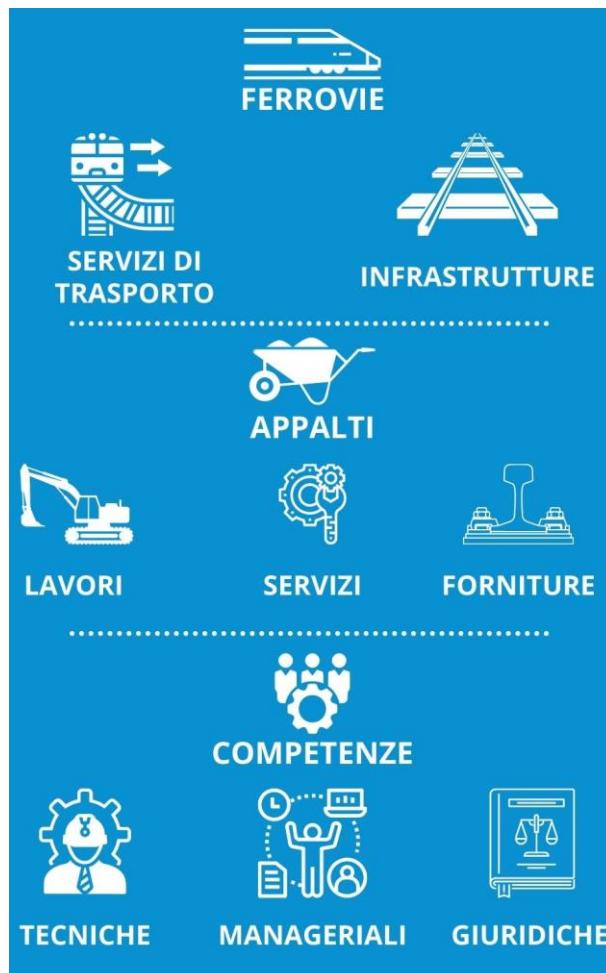 FERROVIE
SERVIZI DI
TRASPORTO
INFRASTRUTTURE
APPALTI
LAVORI
SERVIZI
FORNITURE
COMPETENZE
TECNICHE
MANAGERIALI
GIURIDICHE